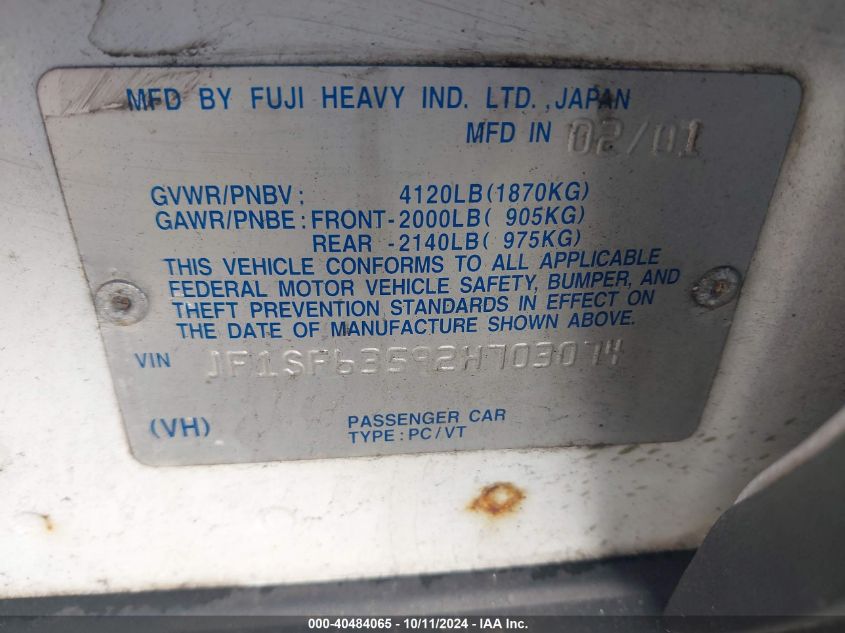 MFD BY FUJI HEAVY IND. LTD. ,JAPAN
MFD IN 02/01
GVWR/PNBV: 4120LB(1870KG)
GAWR/PNBE: FRONT-2000LB( 905KG)
REAR -2140LB( 975KG)
THIS VEHICLE CONFORMS TO ALL APPLICABLE
FEDERAL MOTOR VEHICLE SAFETY, BUMPER, AND
THEFT PREVENTION STANDARDS IN EFFECT ON
THE DATE OF MANUFACTURE SHOWN ABOVE.
VIN JF1SF63592H703074
(VH) PASSENGER CAR
TYPE: PC/VT
000-40484065 - 10/11/2024 - IAA Inc.